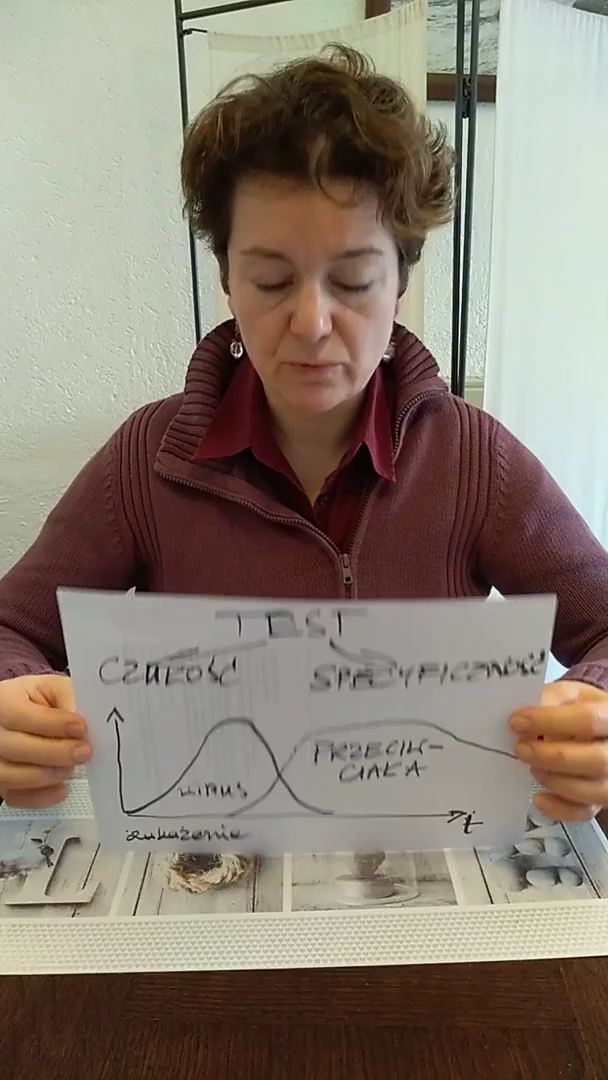 TEST
CZUŁOŚĆ SPECYFICZNOŚĆ
WIRUS
PRZECIW-
CIAŁA
zakażenie
t